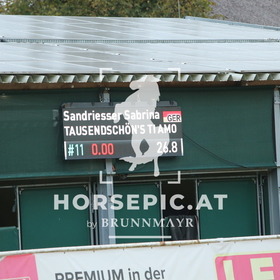 Sandriesser Sabrina
GER
TAUSENDSCHÖN'S TI AMO
#11 0.00 26.8
HORSEPIC.AT
by BRUNNMAYR
PREMIUM in der